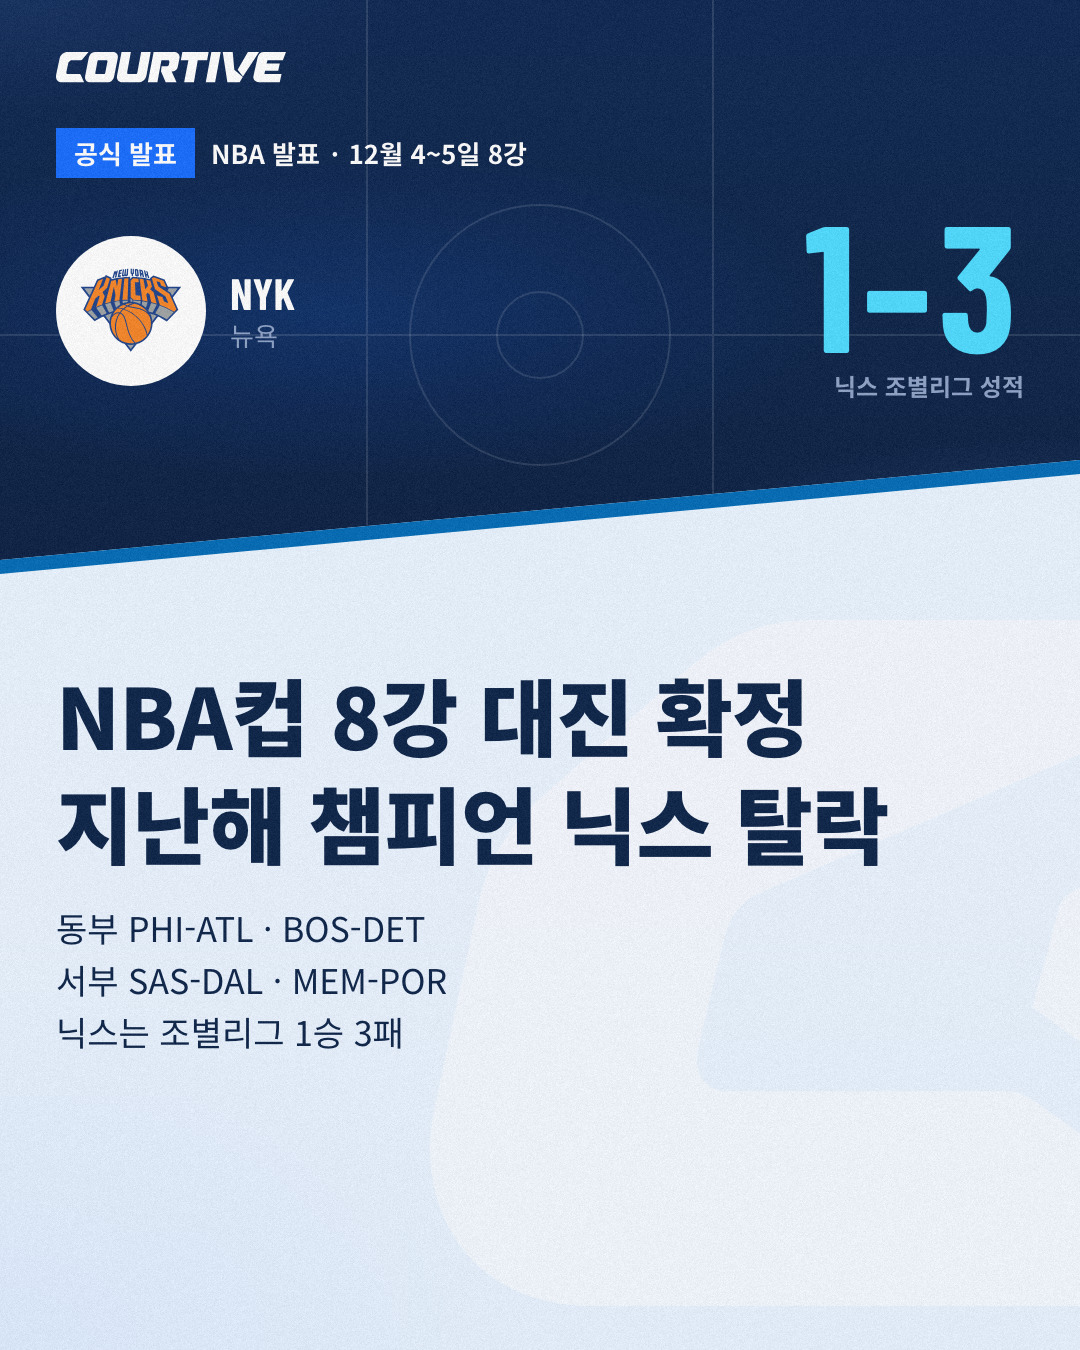 COURTIVE
공식 발표 NBA 발표 · 12월 4~5일 8강
NEW YORK
KNICKS
NYK
뉴욕
1-3
닉스 조별리그 성적
NBA컵 8강 대진 확정
지난해 챔피언 닉스 탈락
동부 PHI-ATL · BOS-DET
서부 SAS-DAL · MEM-POR
닉스는 조별리그 1승 3패